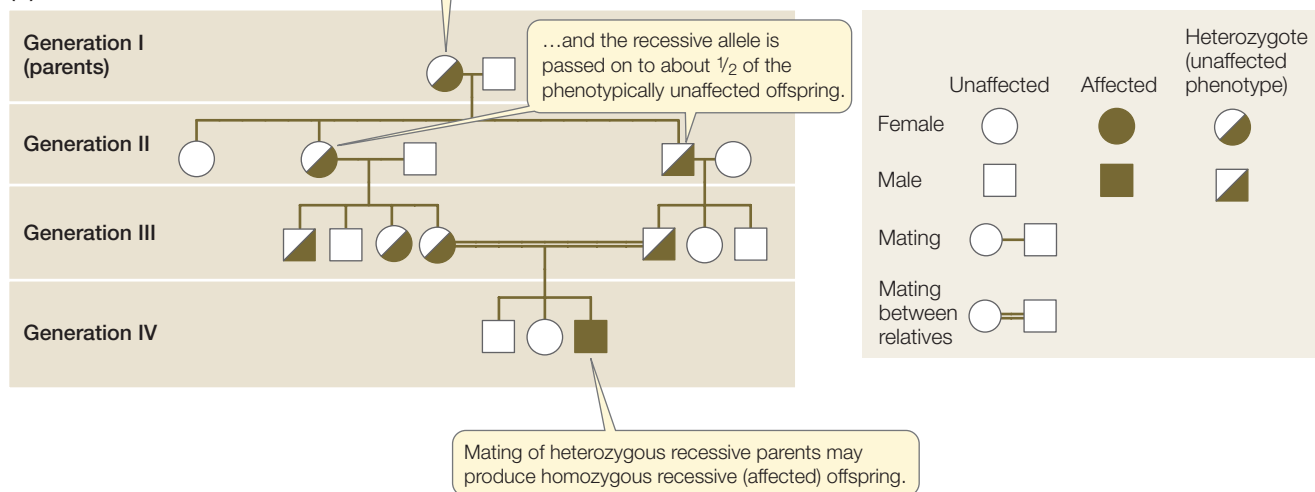 Generation I
(parents)
…and the recessive allele is
passed on to about 1/2 of the
phenotypically unaffected offspring.
Generation II
Generation III
Generation IV
Mating of heterozygous recessive parents may
produce homozygous recessive (affected) offspring.
Unaffected
Affected
Heterozygote
(unaffected
phenotype)
Female
Male
Mating
Mating
between
relatives